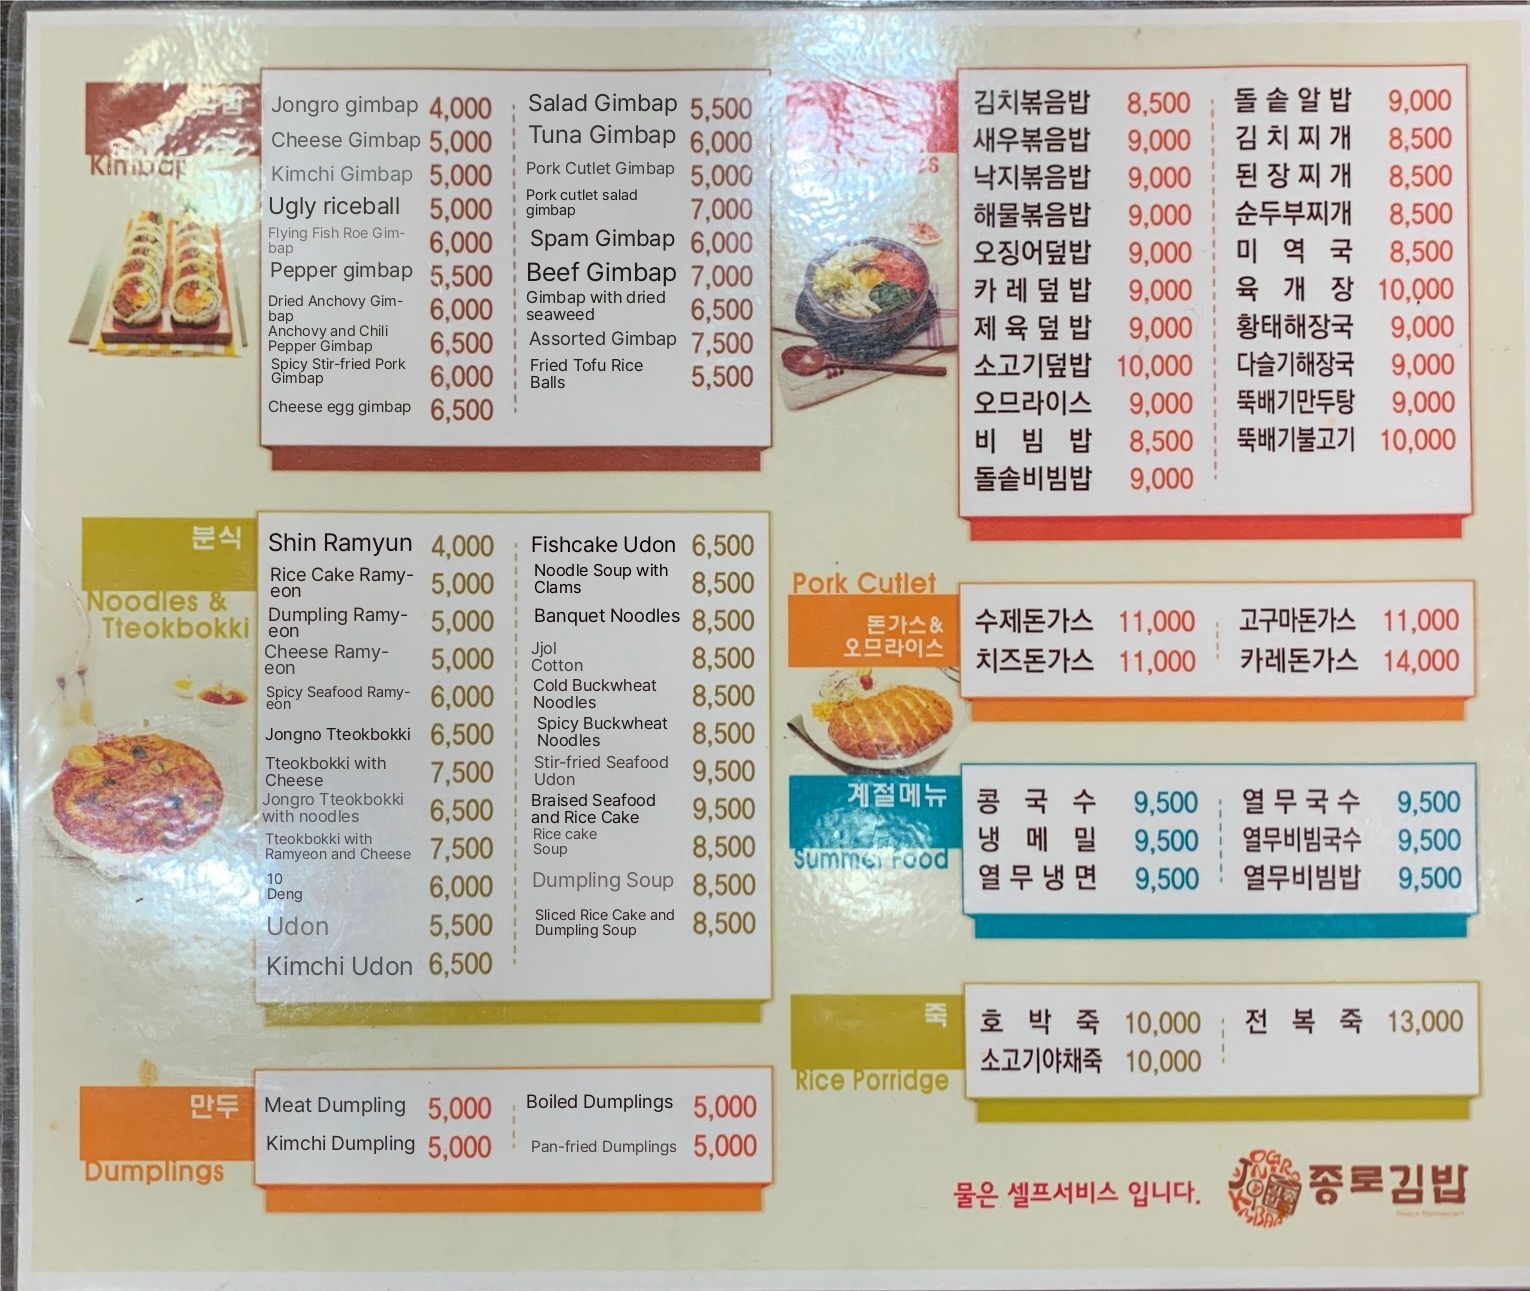 Kimbap
Jongro gimbap 4,000
Cheese Gimbap 5,000
Kimchi Gimbap 5,000
Ugly riceball 5,000
Flying Fish Roe Gim-
bap 6,000
Pepper gimbap 5,500
Dried Anchovy Gim-
bap 6,000
Anchovy and Chili
Pepper Gimbap 6,500
Spicy Stir-fried Pork
Gimbap 6,000
Cheese egg gimbap 6,500
Salad Gimbap 5,500
Tuna Gimbap 6,000
Pork Cutlet Gimbap 5,000
Pork cutlet salad
gimbap 7,000
Spam Gimbap 6,000
Beef Gimbap 7,000
Gimbap with dried
seaweed 6,500
Assorted Gimbap 7,500
Fried Tofu Rice
Balls 5,500
분식
Noodles &
Tteokbokki
Shin Ramyun 4,000
Rice Cake Ramy-
eon 5,000
Dumpling Ramy-
eon 5,000
Cheese Ramy-
eon 5,000
Spicy Seafood Ramy-
eon 6,000
Jongno Tteokbokki 6,500
Tteokbokki with
Cheese 7,500
Jongro Tteokbokki
with noodles 6,500
Tteokbokki with
Ramyeon and Cheese 7,500
10
Deng 6,000
Udon 5,500
Kimchi Udon 6,500
Fishcake Udon 6,500
Noodle Soup with
Clams 8,500
Banquet Noodles 8,500
Jjol
Cotton 8,500
Cold Buckwheat
Noodles 8,500
Spicy Buckwheat
Noodles 8,500
Stir-fried Seafood
Udon 9,500
Braised Seafood
and Rice Cake 9,500
Rice cake
Soup 8,500
Dumpling Soup 8,500
Sliced Rice Cake and
Dumpling Soup 8,500
만두
Dumplings
Meat Dumpling 5,000
Kimchi Dumpling 5,000
Boiled Dumplings 5,000
Pan-fried Dumplings 5,000
김치볶음밥 8,500
새우볶음밥 9,000
낙지볶음밥 9,000
해물볶음밥 9,000
오징어덮밥 9,000
카레덮밥 9,000
제육덮밥 9,000
소고기덮밥 10,000
오므라이스 9,000
비빔밥 8,500
돌솥비빔밥 9,000
돌솥알밥 9,000
김치찌개 8,500
된장찌개 8,500
순두부찌개 8,500
미역국 8,500
육개장 10,000
황태해장국 9,000
다슬기해장국 9,000
뚝배기만두탕 9,000
뚝배기불고기 10,000
Pork Cutlet
돈가스&
오므라이스
수제돈가스 11,000
치즈돈가스 11,000
고구마돈가스 11,000
카레돈가스 14,000
계절메뉴
Summer Food
콩국수 9,500
냉메밀 9,500
열무냉면 9,500
열무국수 9,500
열무비빔국수 9,500
열무비빔밥 9,500
죽
Rice Porridge
호박죽 10,000
소고기야채죽 10,000
전복죽 13,000
물은 셀프서비스 입니다.
종로김밥